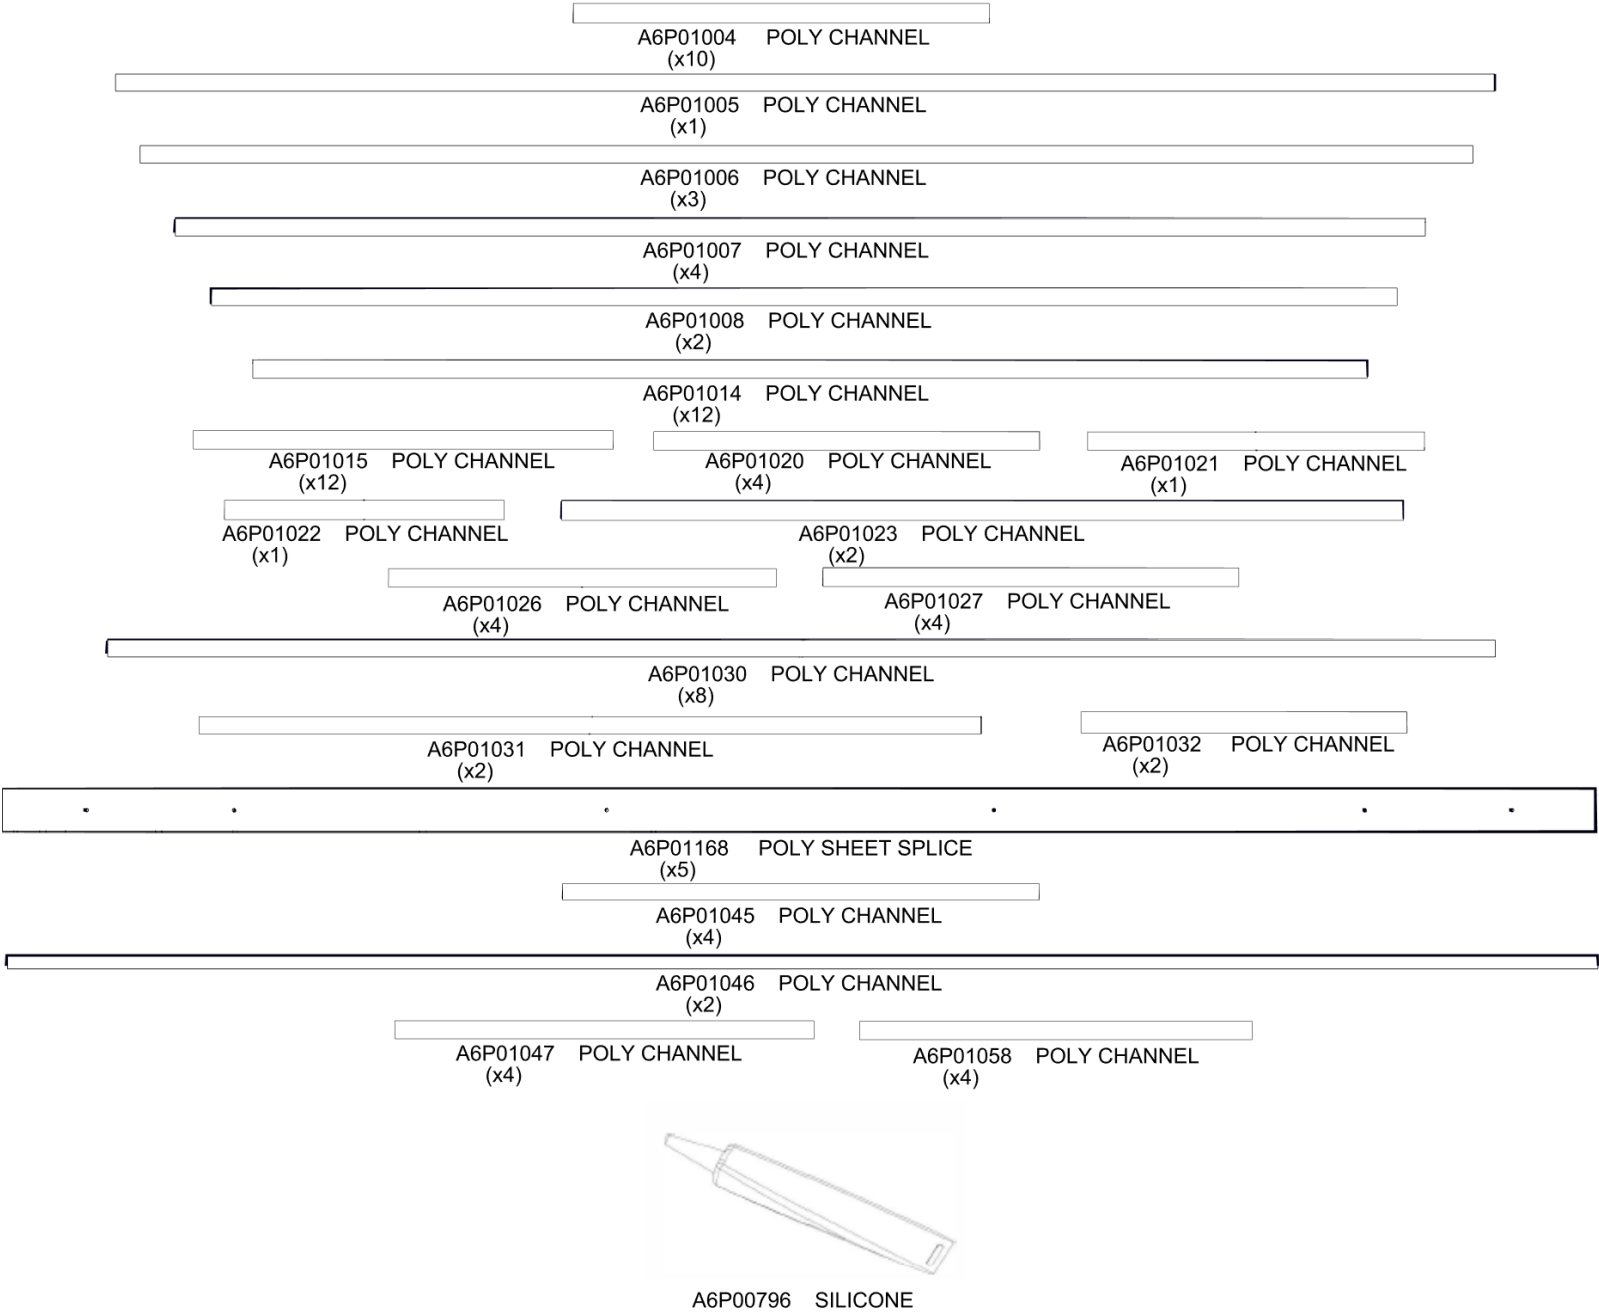 A6P01004 POLY CHANNEL
(x10)
A6P01005 POLY CHANNEL
(x1)
A6P01006 POLY CHANNEL
(x3)
A6P01007 POLY CHANNEL
(x4)
A6P01008 POLY CHANNEL
(x2)
A6P01014 POLY CHANNEL
(x12)
A6P01015 POLY CHANNEL
(x12)
A6P01020 POLY CHANNEL
(x4)
A6P01021 POLY CHANNEL
(x1)
A6P01022 POLY CHANNEL
(x1)
A6P01023 POLY CHANNEL
(x2)
A6P01026 POLY CHANNEL
(x4)
A6P01027 POLY CHANNEL
(x4)
A6P01030 POLY CHANNEL
(x8)
A6P01031 POLY CHANNEL
(x2)
A6P01032 POLY CHANNEL
(x2)
A6P01168 POLY SHEET SPLICE
(x5)
A6P01045 POLY CHANNEL
(x4)
A6P01046 POLY CHANNEL
(x2)
A6P01047 POLY CHANNEL
(x4)
A6P01058 POLY CHANNEL
(x4)
A6P00796 SILICONE